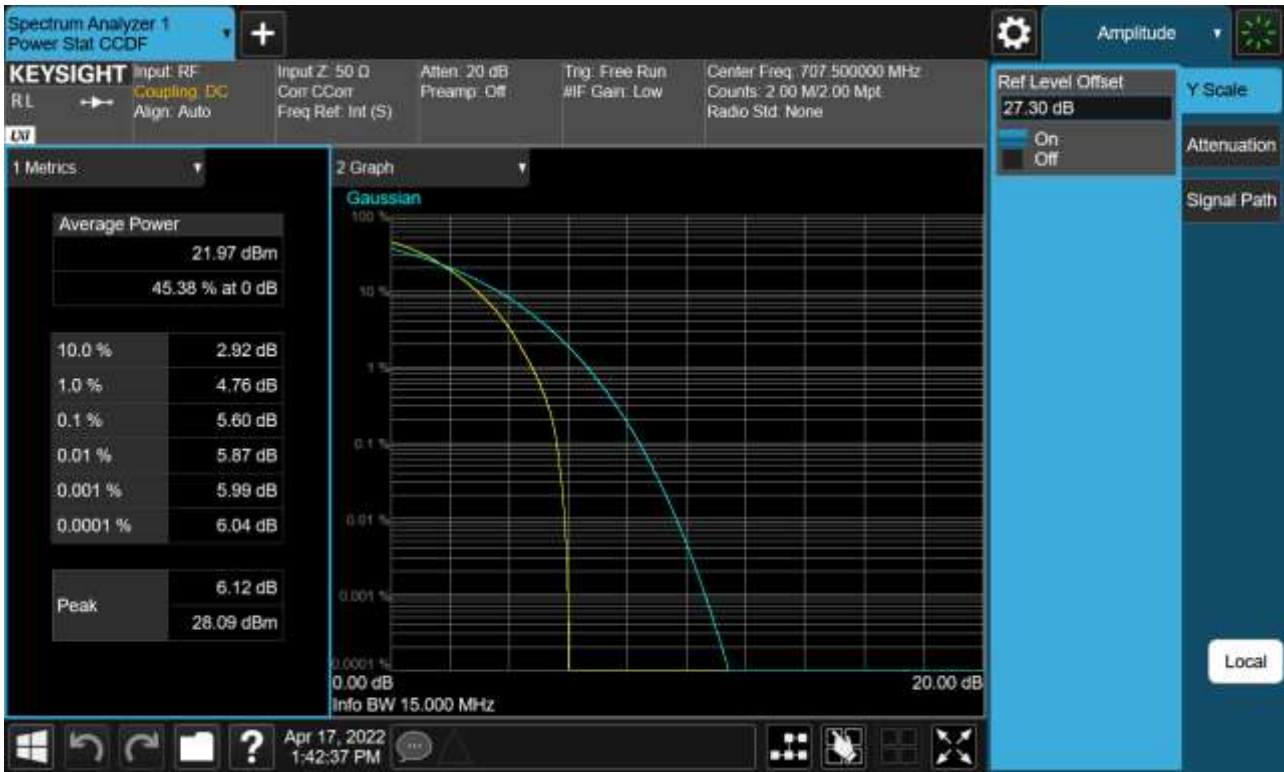 Spectrum Analyzer 1
Power Stat CCDF
+
Amplitude
KEYSIGHT
RL
LXI
Input: RF
Coupling: DC
Align: Auto
Input Z: 50 Ω
Corr CCorr
Freq Ref: Int (S)
Atten: 20 dB
Preamp: Off
Trig: Free Run
#IF Gain: Low
Center Freq: 707.500000 MHz
Counts: 2.00 M/2.00 Mpt
Radio Std: None
Ref Level Offset
27.30 dB
On
Off
Y Scale
Attenuation
Signal Path
Local
1 Metrics
Average Power
21.97 dBm
45.38 % at 0 dB
10.0 % 2.92 dB
1.0 % 4.76 dB
0.1 % 5.60 dB
0.01 % 5.87 dB
0.001 % 5.99 dB
0.0001 % 6.04 dB
Peak
6.12 dB
28.09 dBm
2 Graph
Gaussian
100 %
10 %
1 %
0.1 %
0.01 %
0.001 %
0.0001 %
0.00 dB 20.00 dB
Info BW 15.000 MHz
?
Apr 17, 2022
1:42:37 PM